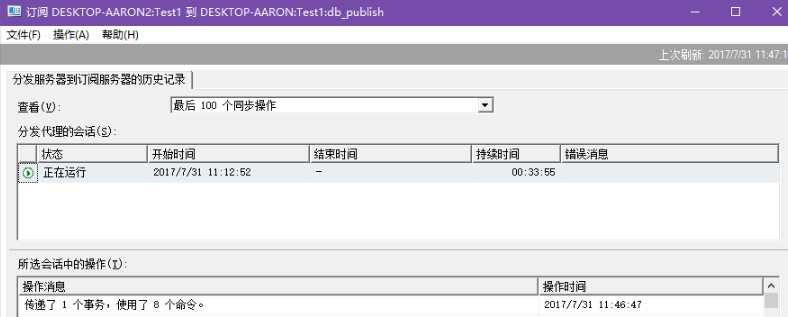 订阅 DESKTOP-AARON2:Test1 到 DESKTOP-AARON:Test1:db_publish
文件(F) 操作(A) 帮助(H)
上次刷新: 2017/7/31 11:47:1
分发服务器到订阅服务器的历史记录
查看(V): 最后 100 个同步操作
分发代理的会话(S):
状态 开始时间 结束时间 持续时间 错误消息
正在运行 2017/7/31 11:12:52 - 00:33:55
所选会话中的操作(I):
操作消息 操作时间
传递了 1 个事务，使用了 8 个命令。 2017/7/31 11:46:47